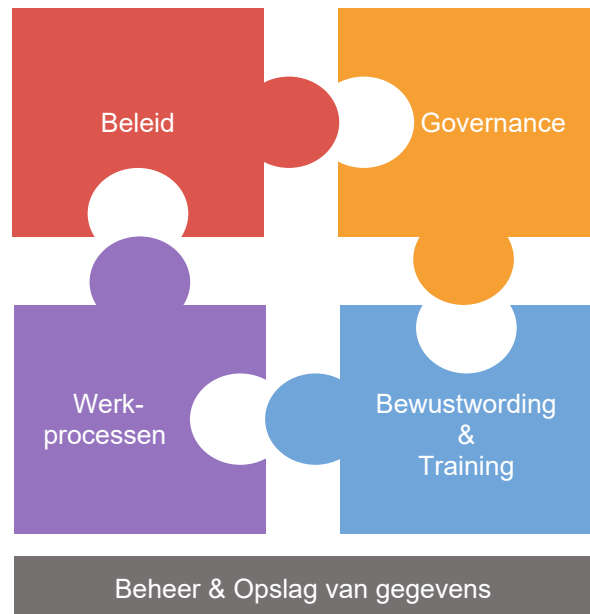 Beleid
Governance
Werk-
processen
Bewustwording
&
Training
Beheer & Opslag van gegevens